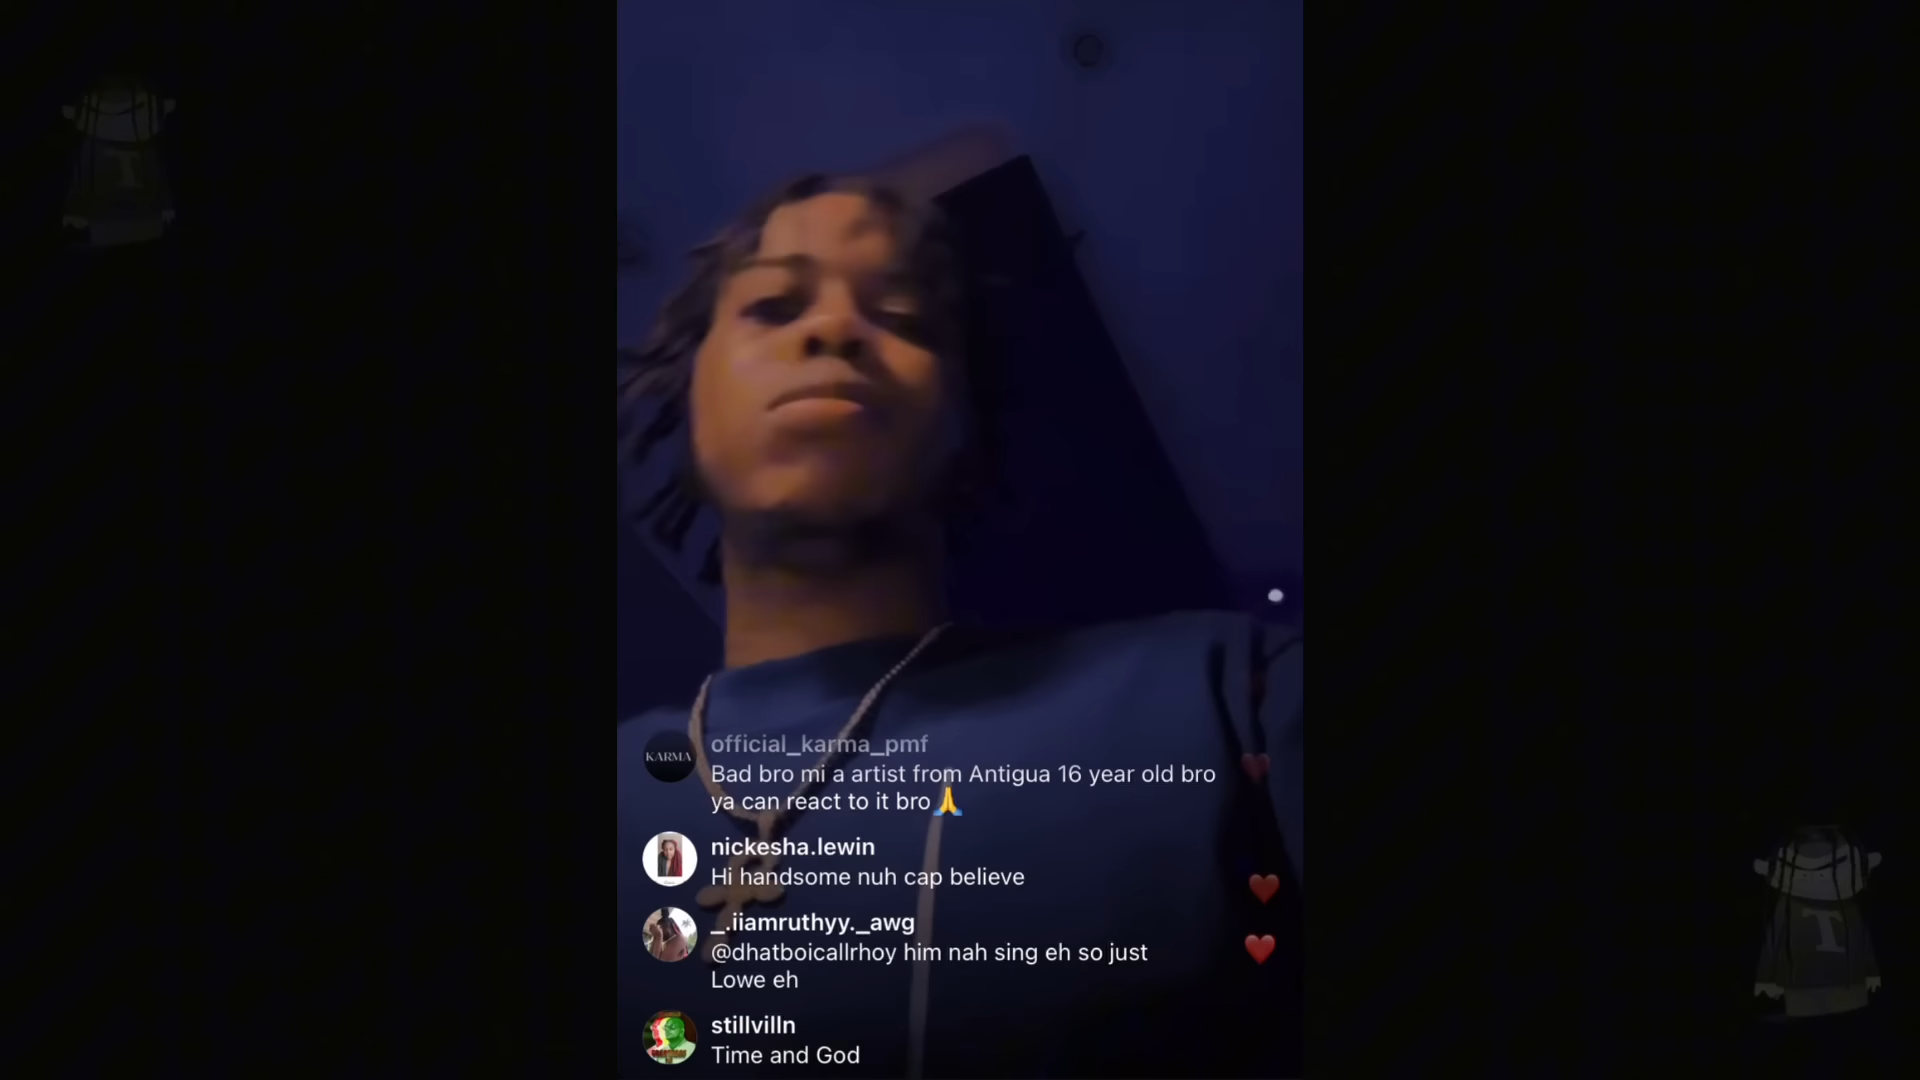 T
KARMA
official_karma_pmf
Bad bro mi a artist from Antigua 16 year old bro
ya can react to it bro🙏
nickesha.lewin
Hi handsome nuh cap believe
_.iiamruthyy._awg
@dhatboicallrhoy him nah sing eh so just
Lowe eh
stillvilln
Time and God
T